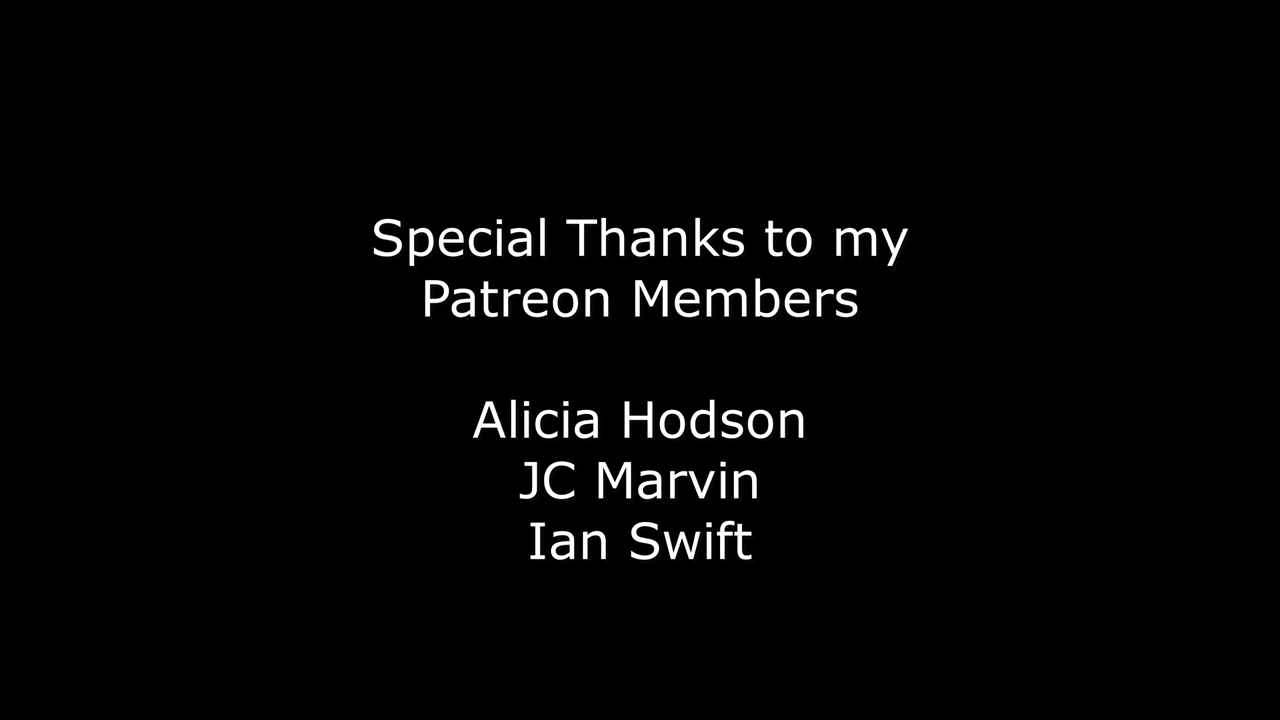 Special Thanks to my
Patreon Members
Alicia Hodson
JC Marvin
Ian Swift